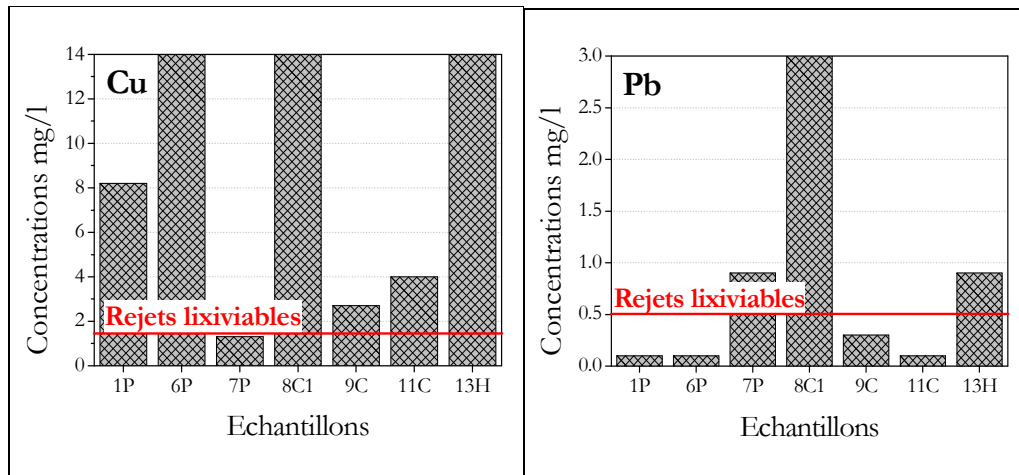 Cu
Concentrations mg/l
14
12
10
8
6
4
2
0
Rejets lixiviables
1P 6P 7P 8C1 9C 11C 13H
Echantillons
Pb
Concentrations mg/l
3.0
2.5
2.0
1.5
1.0
0.5
0.0
Rejets lixiviables
1P 6P 7P 8C1 9C 11C 13H
Echantillons